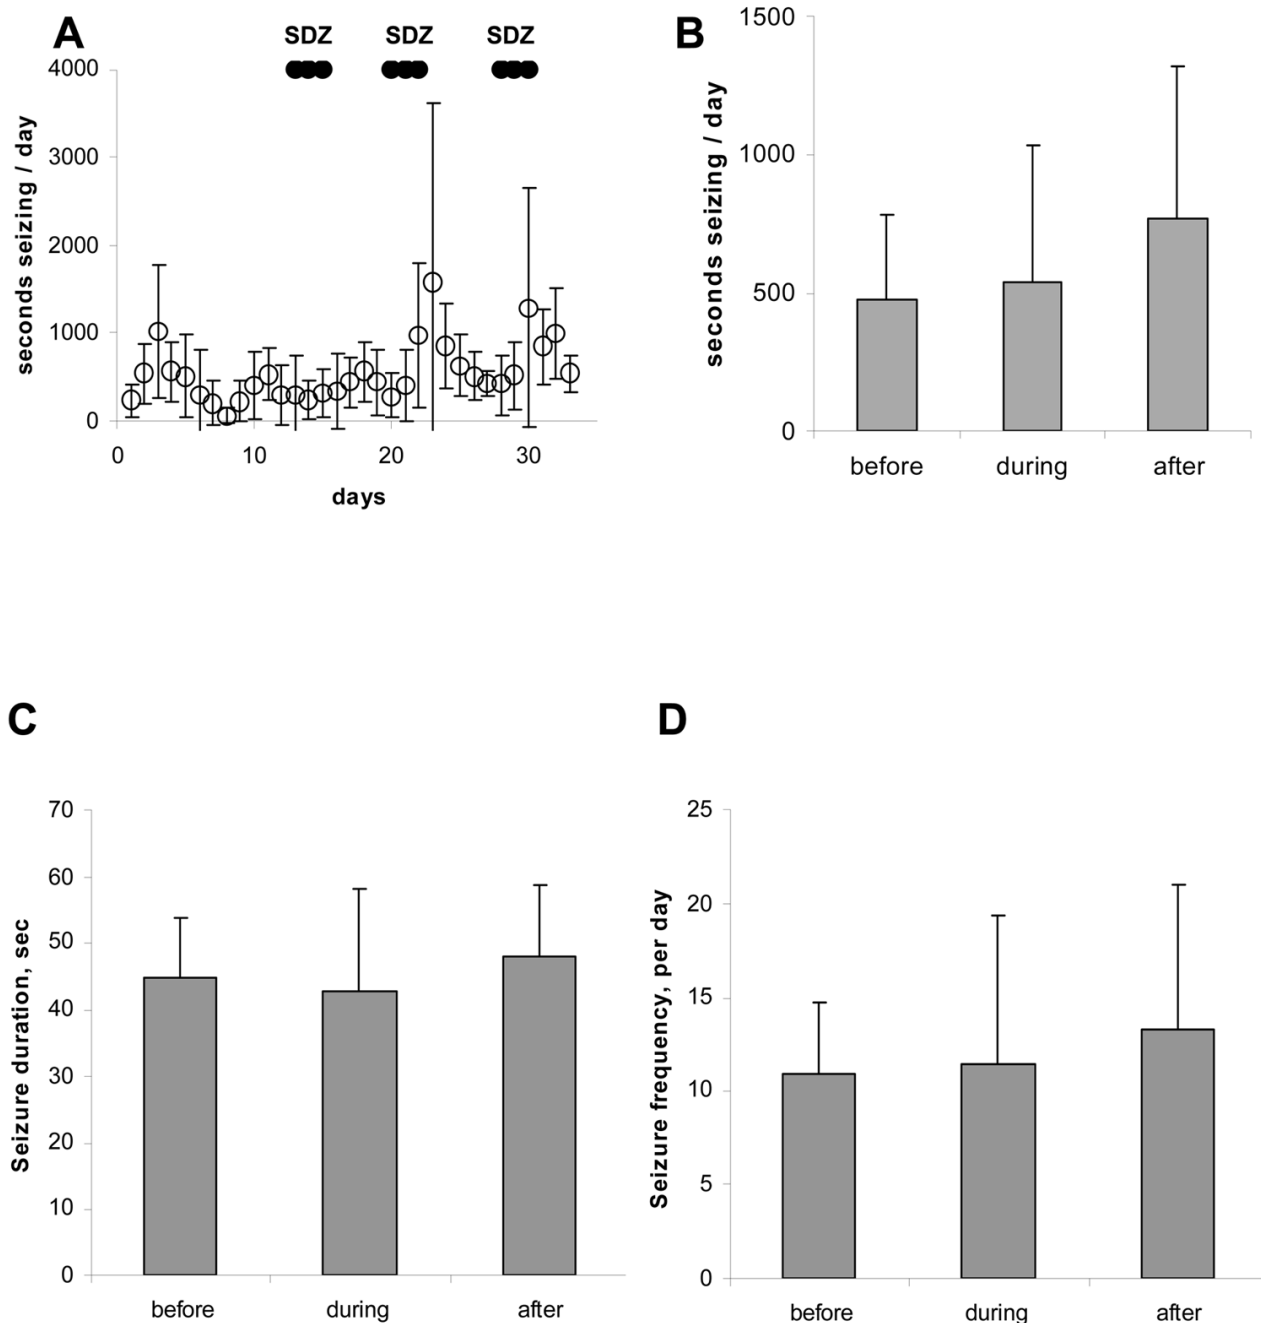 A
SDZ SDZ SDZ
4000
3000
2000
1000
0
0 10 20 30
days
seconds seizing / day
B
1500
1000
500
0
before during after
seconds seizing / day
C
70
60
50
40
30
20
10
0
before during after
Seizure duration, sec
D
25
20
15
10
5
0
before during after
Seizure frequency, per day